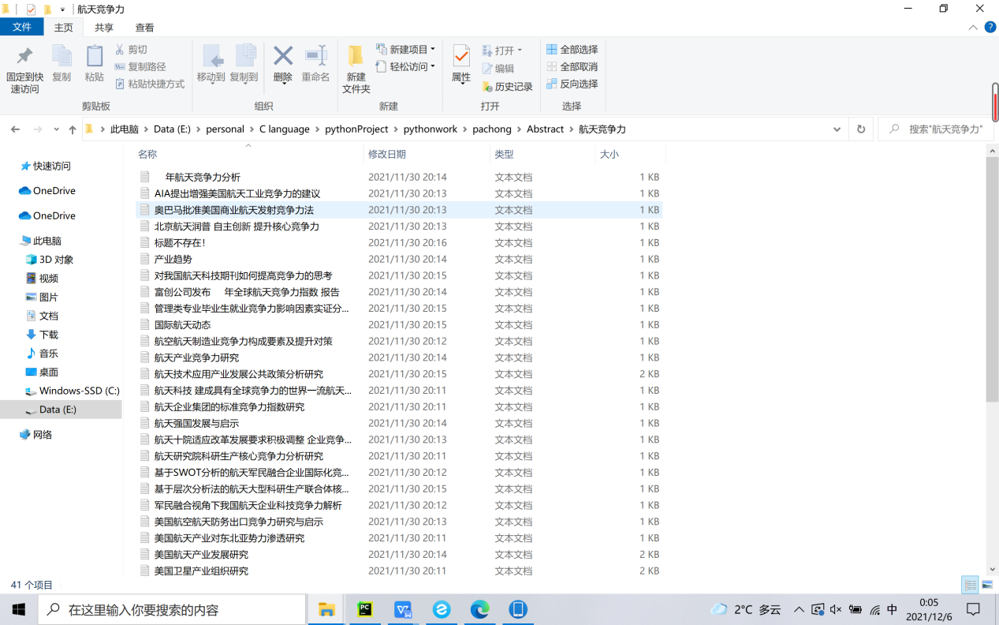 航天竞争力
文件 主页 共享 查看
固定到快速访问 复制 粘贴 剪切 复制路径 粘贴快捷方式 移动到 复制到 删除 重命名 新建文件夹 新建项目 轻松访问 属性 打开 编辑 历史记录 全部选择 全部取消 反向选择
剪贴板 组织 新建 打开 选择
此电脑 > Data (E:) > personal > C language > pythonProject > pythonwork > pachong > Abstract > 航天竞争力 搜索"航天竞争力"
快速访问
OneDrive
OneDrive
此电脑
3D 对象
视频
图片
文档
下载
音乐
桌面
Windows-SSD (C:)
Data (E:)
网络
名称 修改日期 类型 大小
年航天竞争力分析 2021/11/30 20:14 文本文档 1 KB
AIA提出增强美国航天工业竞争力的建议 2021/11/30 20:13 文本文档 1 KB
奥巴马批准美国商业航天发射竞争力法 2021/11/30 20:13 文本文档 1 KB
北京航天润普 自主创新 提升核心竞争力 2021/11/30 20:13 文本文档 1 KB
标题不存在! 2021/11/30 20:16 文本文档 1 KB
产业趋势 2021/11/30 20:14 文本文档 1 KB
对我国航天科技期刊如何提高竞争力的思考 2021/11/30 20:15 文本文档 1 KB
富创公司发布 年全球航天竞争力指数 报告 2021/11/30 20:14 文本文档 1 KB
管理类专业毕业生就业竞争力影响因素实证分... 2021/11/30 20:15 文本文档 1 KB
国际航天动态 2021/11/30 20:15 文本文档 1 KB
航空航天制造业竞争力构成要素及提升对策 2021/11/30 20:12 文本文档 1 KB
航天产业竞争力研究 2021/11/30 20:14 文本文档 1 KB
航天技术应用产业发展公共政策分析研究 2021/11/30 20:15 文本文档 2 KB
航天科技 建成具有全球竞争力的世界一流航天... 2021/11/30 20:11 文本文档 1 KB
航天企业集团的标准竞争力指数研究 2021/11/30 20:11 文本文档 1 KB
航天强国发展与启示 2021/11/30 20:14 文本文档 1 KB
航天十院适应改革发展要求积极调整 企业竞争... 2021/11/30 20:13 文本文档 1 KB
航天研究院科研生产核心竞争力分析研究 2021/11/30 20:11 文本文档 1 KB
基于SWOT分析的航天军民融合企业国际化竞... 2021/11/30 20:12 文本文档 1 KB
基于层次分析法的航天大型科研生产联合体核... 2021/11/30 20:15 文本文档 1 KB
军民融合视角下我国航天企业科技竞争力解析 2021/11/30 20:12 文本文档 1 KB
美国航空航天防务出口竞争力研究与启示 2021/11/30 20:13 文本文档 1 KB
美国航天产业对东北亚势力渗透研究 2021/11/30 20:11 文本文档 1 KB
美国航天产业发展研究 2021/11/30 20:14 文本文档 2 KB
美国卫星产业组织研究 2021/11/30 20:11 文本文档 2 KB
41 个项目
在这里输入你要搜索的内容 2°C 多云 中 0:05
2021/12/6